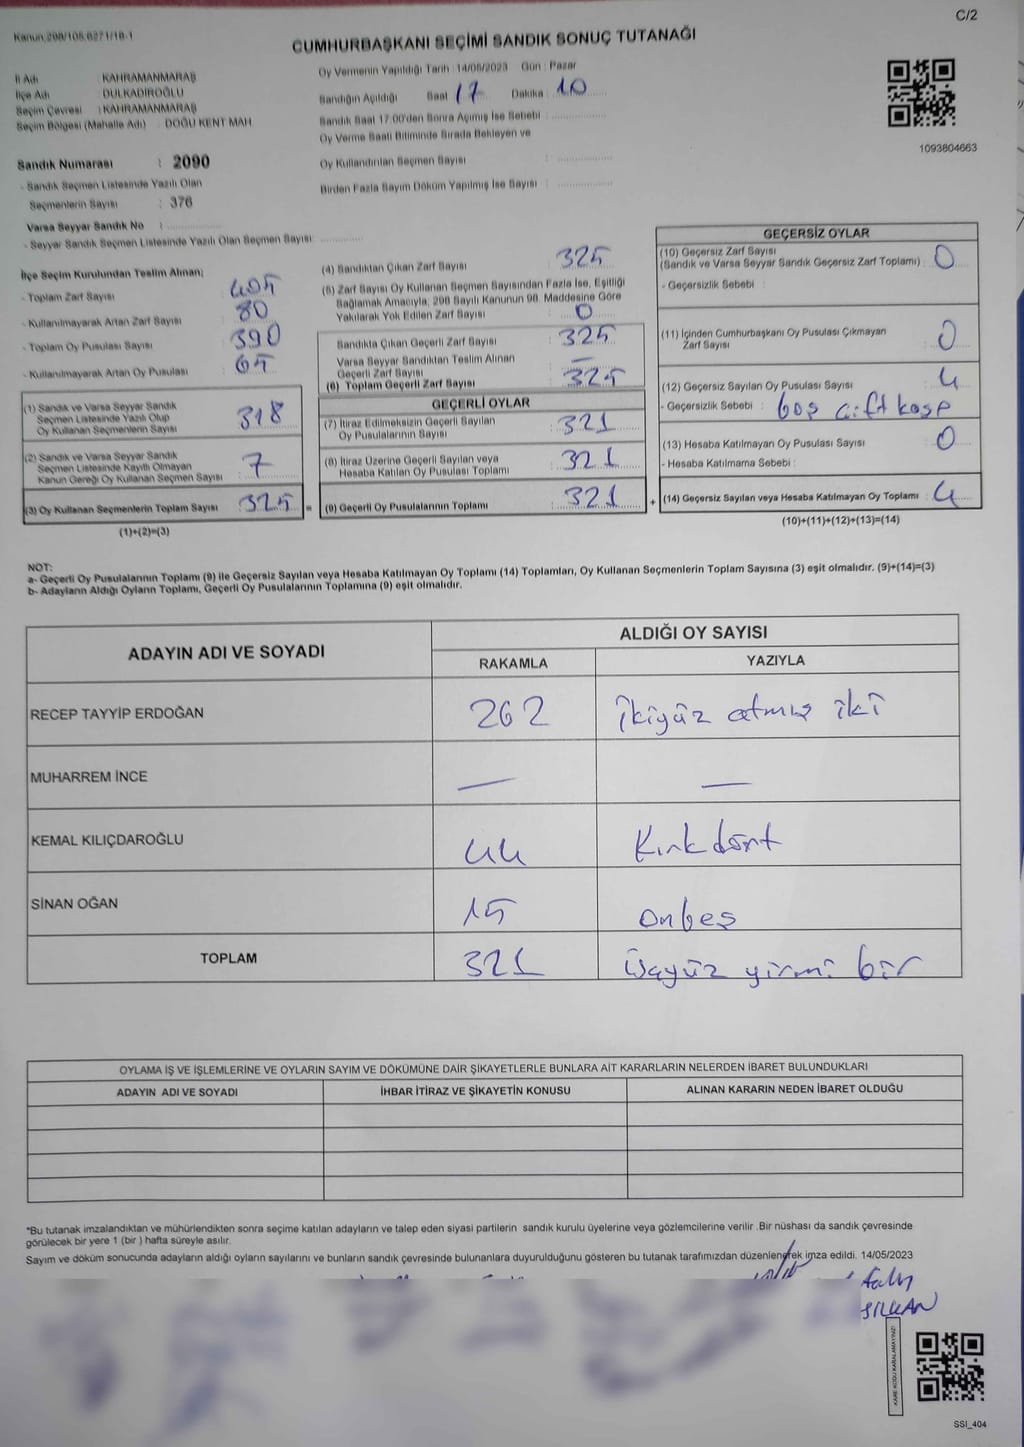 C/2
Kanun 298/105.6271/18-1
CUMHURBAŞKANI SEÇİMİ SANDIK SONUÇ TUTANAĞI
İl Adı : KAHRAMANMARAŞ
İlçe Adı : DULKADİROĞLU
Seçim Çevresi : KAHRAMANMARAŞ
Seçim Bölgesi (Mahalle Adı) : DOĞU KENT MAH.
Oy Vermenin Yapıldığı Tarih : 14/05/2023 Gün : Pazar
Sandığın Açıldığı Saat 17 Dakika : 10
Sandık Saat 17:00'den Sonra Açımış İse Sebebi :
Oy Verme Saati Bitiminde Sırada Bekleyen ve
Oy Kullandırılan Seçmen Sayısı :
Birden Fazla Sayım Döküm Yapılmış İse Sayısı :
1093804663
Sandık Numarası : 2090
- Sandık Seçmen Listesinde Yazılı Olan
Seçmenlerin Sayısı : 376
Varsa Seyyar Sandık No :
- Seyyar Sandık Seçmen Listesinde Yazılı Olan Seçmen Sayısı:
İlçe Seçim Kurulundan Teslim Alınan;
- Toplam Zarf Sayısı 405
- Kullanılmayarak Artan Zarf Sayısı 80
- Toplam Oy Pusulası Sayısı 390
- Kullanılmayarak Artan Oy Pusulası 65
(1) Sandık ve Varsa Seyyar Sandık
Seçmen Listesinde Yazılı Olup
Oy Kullanan Seçmenlerin Sayısı 318
(2) Sandık ve Varsa Seyyar Sandık
Seçmen Listesinde Kayıtlı Olmayan
Kanun Gereği Oy Kullanan Seçmen Sayısı 7
(3) Oy Kullanan Seçmenlerin Toplam Sayısı 325 =
(1)+(2)=(3)
(4) Sandıktan Çıkan Zarf Sayısı 325
(5) Zarf Sayısı Oy Kullanan Seçmen Sayısından Fazla İse, Eşitliği
Sağlamak Amacıyla, 298 Sayılı Kanunun 98. Maddesine Göre
Yakılarak Yok Edilen Zarf Sayısı : 0
Sandıkta Çıkan Geçerli Zarf Sayısı : 325
Varsa Seyyar Sandıktan Teslim Alınan
Geçerli Zarf Sayısı : —
(6) Toplam Geçerli Zarf Sayısı : 325
GEÇERLİ OYLAR
(7) İtiraz Edilmeksizin Geçerli Sayılan
Oy Pusulalarının Sayısı : 321
(8) İtiraz Üzerine Geçerli Sayılan veya
Hesaba Katılan Oy Pusulası Toplamı : 321
(9) Geçerli Oy Pusulalarının Toplamı : 321 +
GEÇERSİZ OYLAR
(10) Geçersiz Zarf Sayısı
(Sandık ve Varsa Seyyar Sandık Geçersiz Zarf Toplamı) : 0
- Geçersizlik Sebebi :
(11) İçinden Cumhurbaşkanı Oy Pusulası Çıkmayan
Zarf Sayısı : 0
(12) Geçersiz Sayılan Oy Pusulası Sayısı : 4
- Geçersizlik Sebebi : boş çift kaşe
(13) Hesaba Katılmayan Oy Pusulası Sayısı : 0
- Hesaba Katılmama Sebebi :
(14) Geçersiz Sayılan veya Hesaba Katılmayan Oy Toplamı : 4
(10)+(11)+(12)+(13)=(14)
NOT:
a- Geçerli Oy Pusulalarının Toplamı (9) ile Geçersiz Sayılan veya Hesaba Katılmayan Oy Toplamı (14) Toplamları, Oy Kullanan Seçmenlerin Toplam Sayısına (3) eşit olmalıdır. (9)+(14)=(3)
b- Adayların Aldığı Oyların Toplamı, Geçerli Oy Pusulalarının Toplamına (9) eşit olmalıdır.
ADAYIN ADI VE SOYADI
ALDIĞI OY SAYISI
RAKAMLA YAZIYLA
RECEP TAYYİP ERDOĞAN 262 İkiyüz atmış iki
MUHARREM İNCE — —
KEMAL KILIÇDAROĞLU 44 Kırkdört
SİNAN OĞAN 15 onbeş
TOPLAM 321 Üçyüz yirmi bir
OYLAMA İŞ VE İŞLEMLERİNE VE OYLARIN SAYIM VE DÖKÜMÜNE DAİR ŞİKAYETLERLE BUNLARA AİT KARARLARIN NELERDEN İBARET BULUNDUKLARI
ADAYIN ADI VE SOYADI İHBAR İTİRAZ VE ŞİKAYETİN KONUSU ALINAN KARARIN NEDEN İBARET OLDUĞU
*Bu tutanak imzalandıktan ve mühürlendikten sonra seçime katılan adayların ve talep eden siyasi partilerin sandık kurulu üyelerine veya gözlemcilerine verilir .Bir nüshası da sandık çevresinde
görülecek bir yere 1 (bir ) hafta süreyle asılır.
Sayım ve döküm sonucunda adayların aldığı oyların sayılarını ve bunların sandık çevresinde bulunanlara duyurulduğunu gösteren bu tutanak tarafımızdan düzenlenerek imza edildi. 14/05/2023
KARE KODU KARALAMAYINIZ!
SSI_404